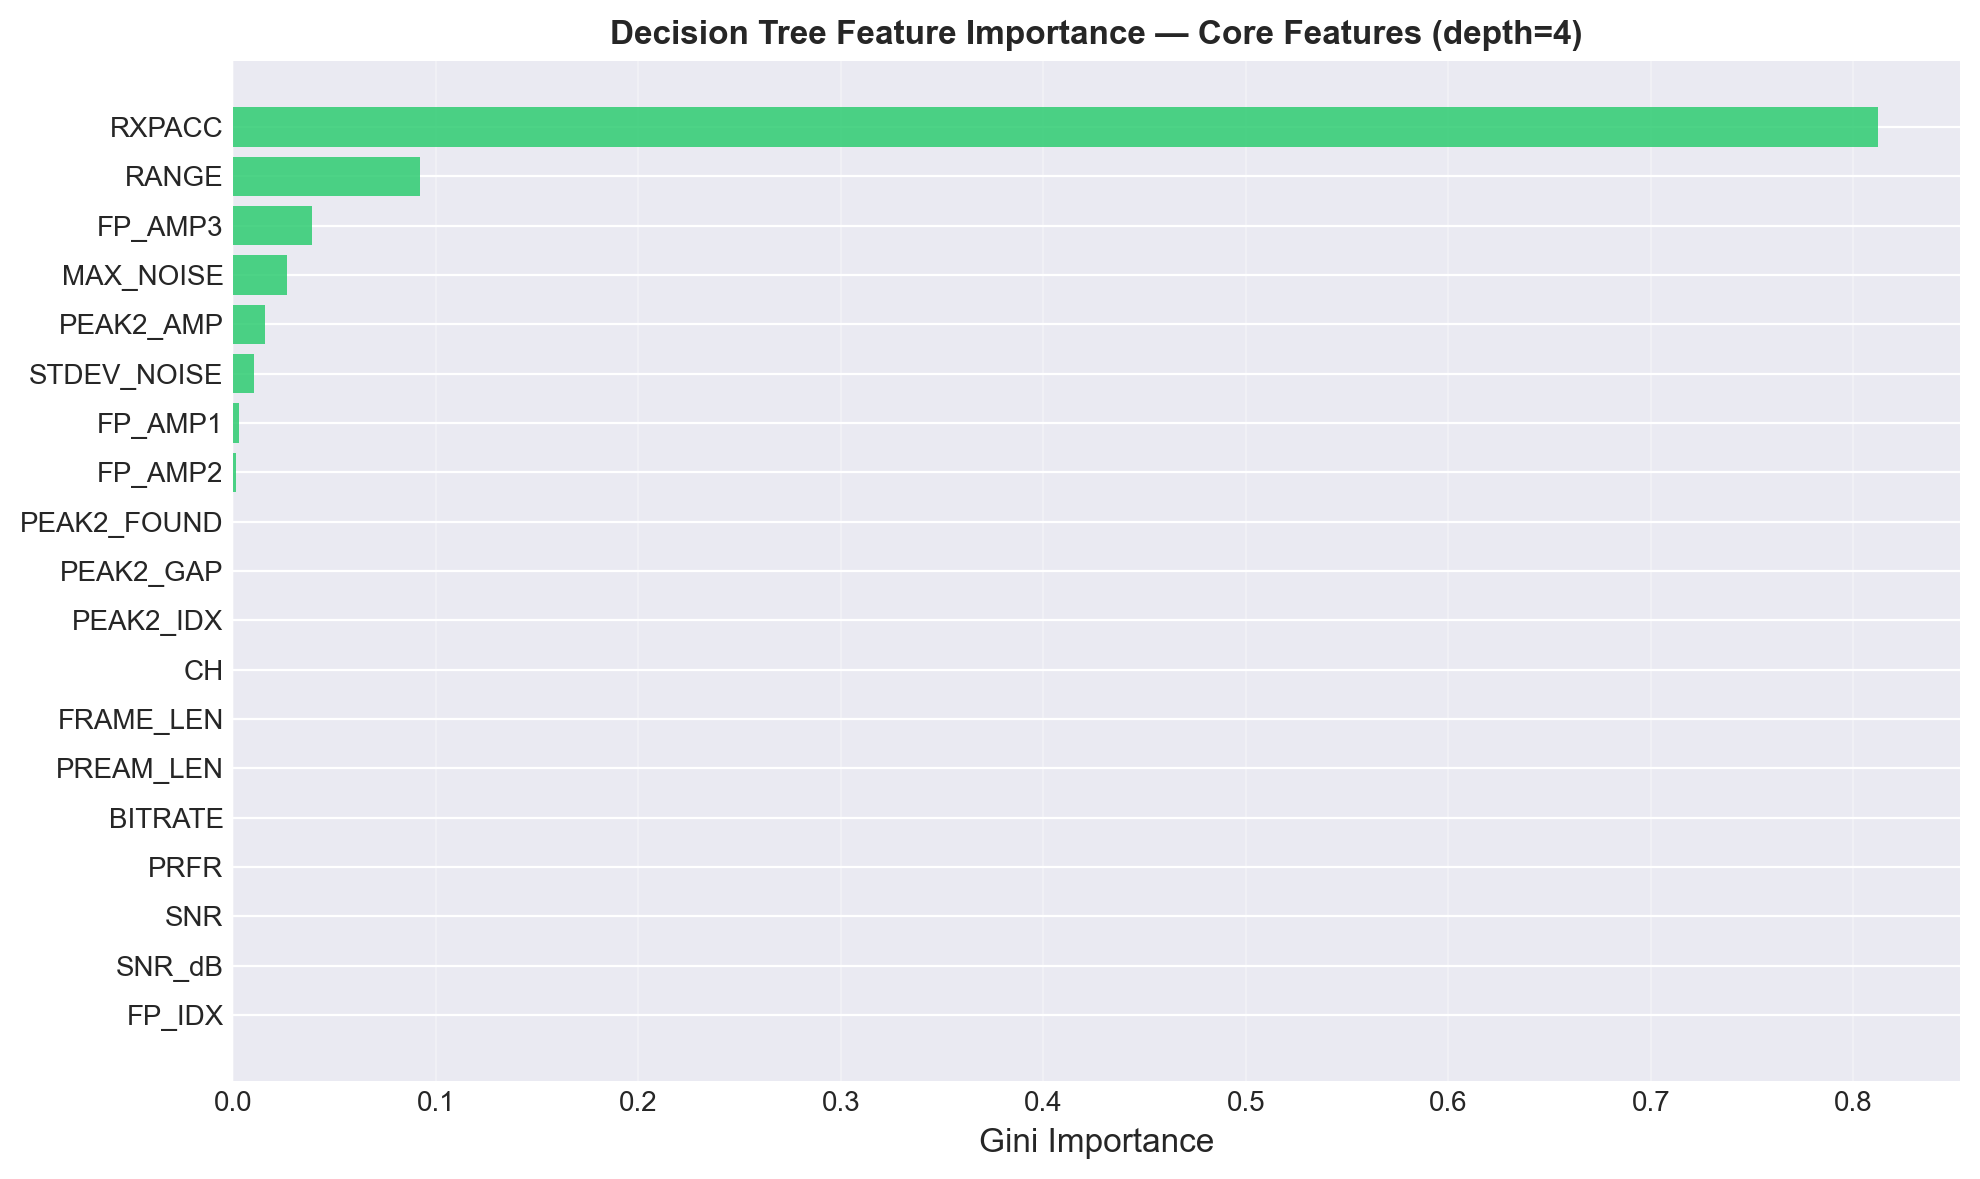 Decision Tree Feature Importance — Core Features (depth=4)
RXPACC
RANGE
FP_AMP3
MAX_NOISE
PEAK2_AMP
STDEV_NOISE
FP_AMP1
FP_AMP2
PEAK2_FOUND
PEAK2_GAP
PEAK2_IDX
CH
FRAME_LEN
PREAM_LEN
BITRATE
PRFR
SNR
SNR_dB
FP_IDX
0.0 0.1 0.2 0.3 0.4 0.5 0.6 0.7 0.8
Gini Importance